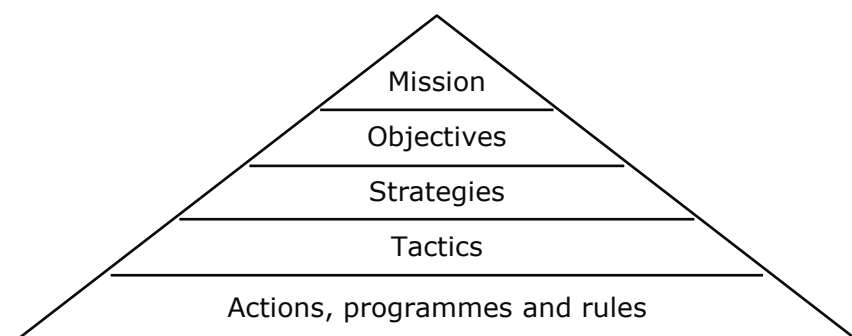 Mission
Objectives
Strategies
Tactics
Actions, programmes and rules